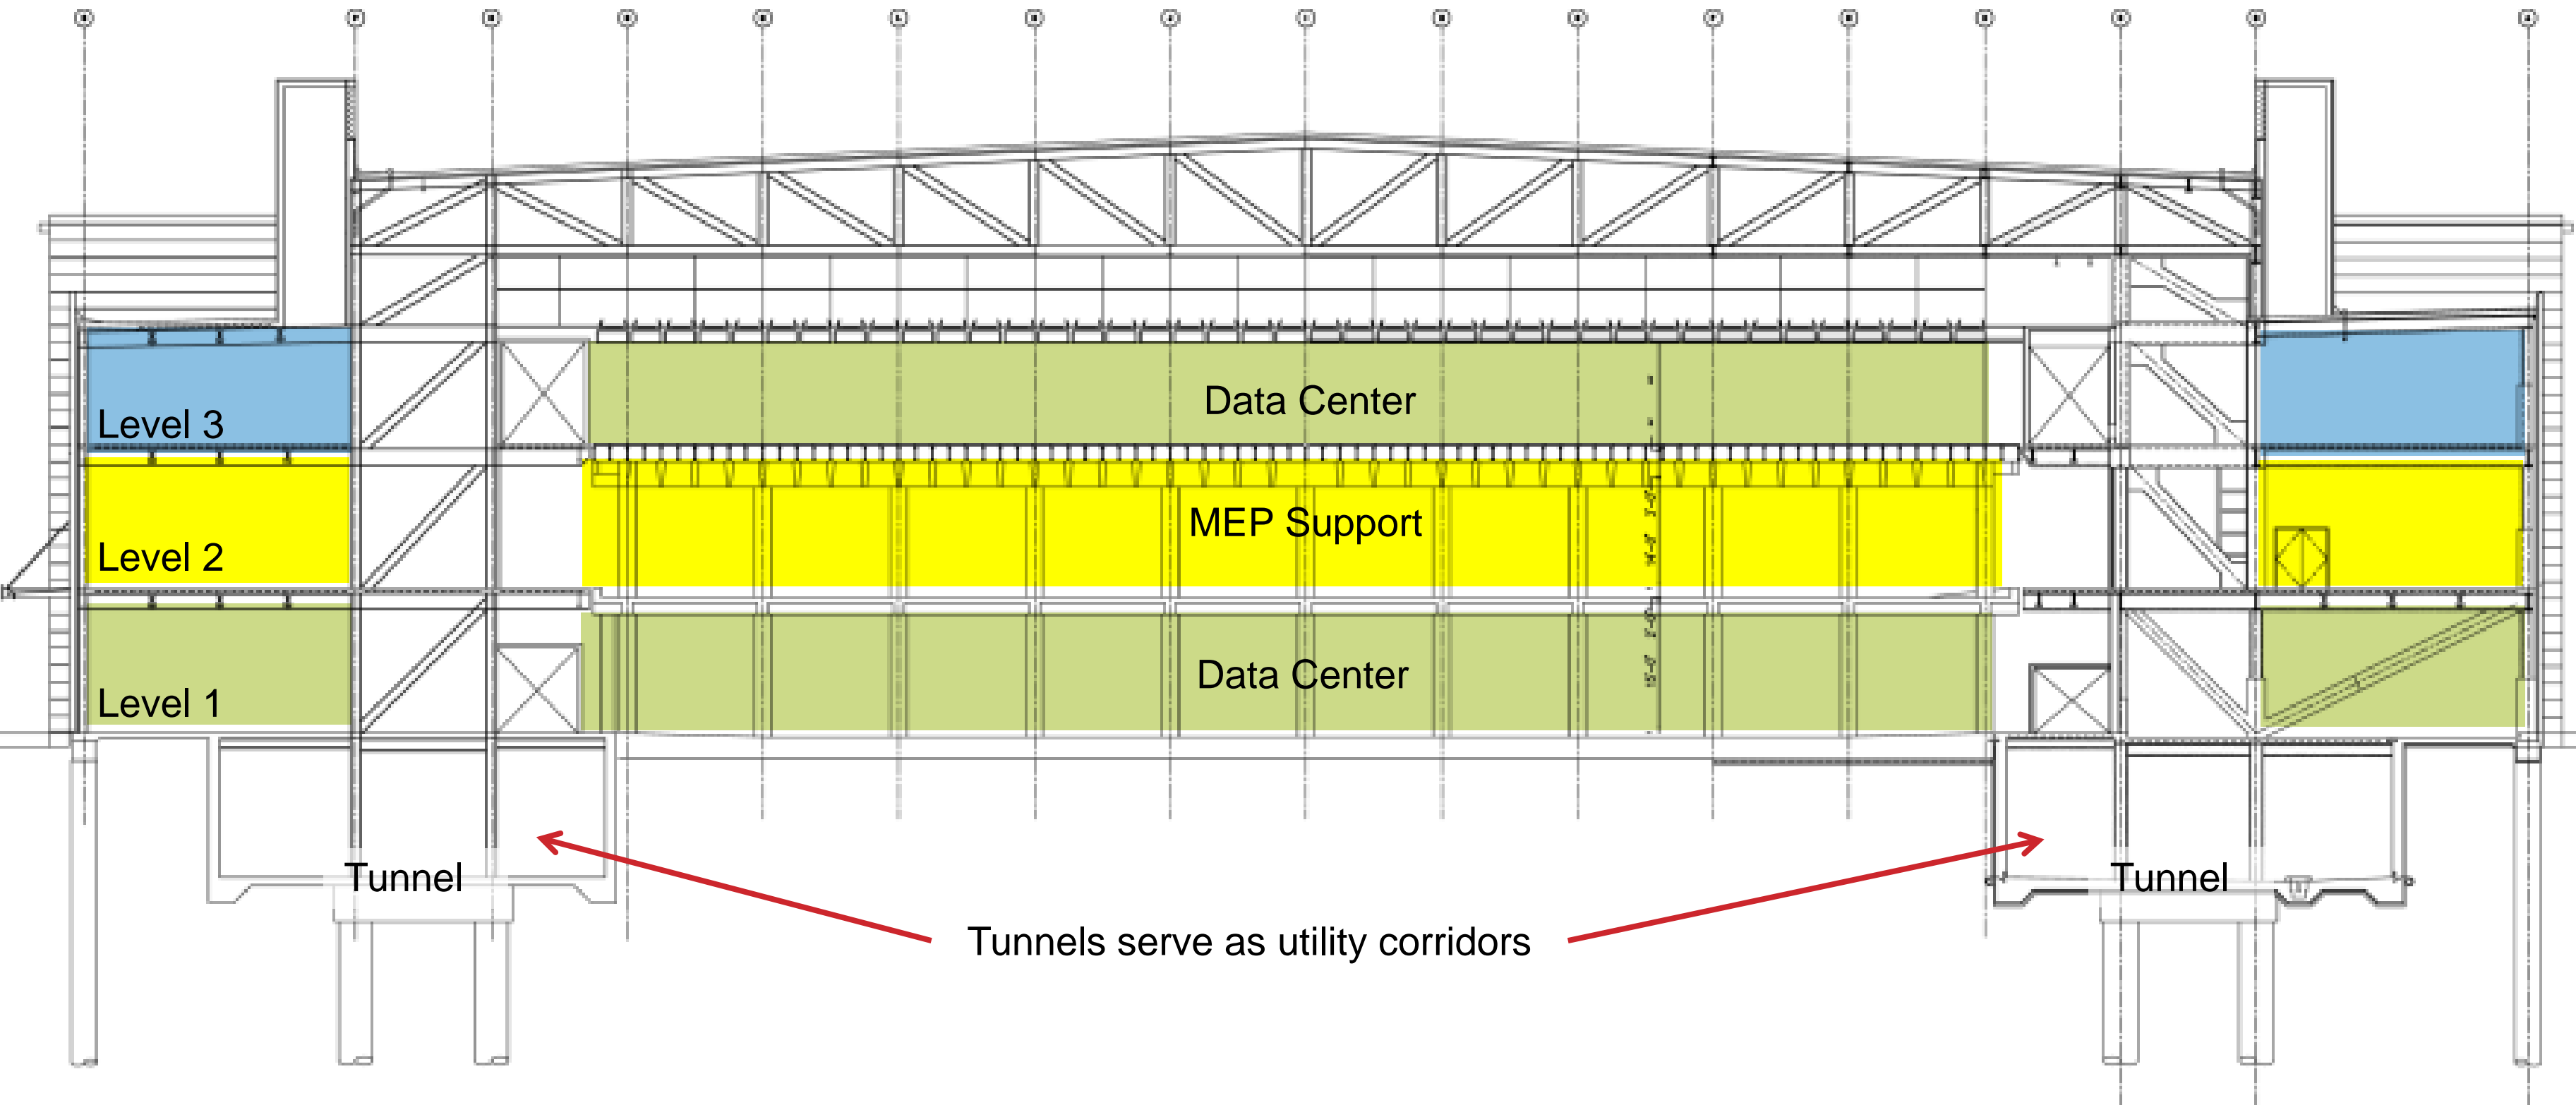 Data Center
Level 3
MEP Support
Level 2
Data Center
Level 1
Tunnel
Tunnel
Tunnels serve as utility corridors